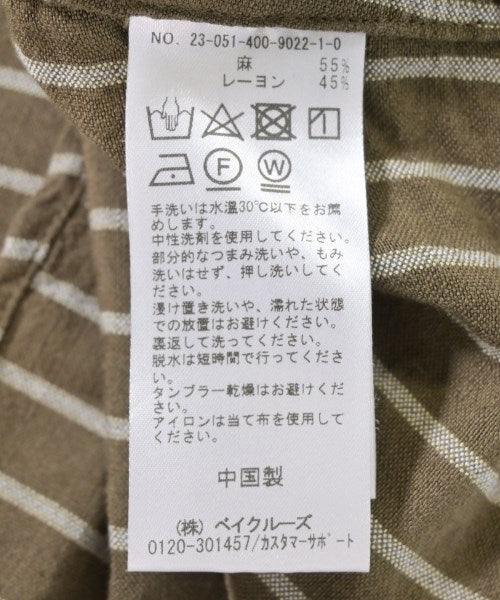 NO. 23-051-400-9022-1-0
麻 55%
レーヨン 45%
F W
手洗いは水温30℃以下をお薦
めします。
中性洗剤を使用してください。
部分的なつまみ洗いや、もみ
洗いはせず、押し洗いしてく
ださい。
浸け置き洗いや、濡れた状態
での放置はお避けください。
裏返して洗ってください。
脱水は短時間で行ってくださ
い。
タンブラー乾燥はお避けくだ
さい。
アイロンは当て布を使用して
ください。
中国製
(株) ベイクルーズ
0120-301457/カスタマーサポート